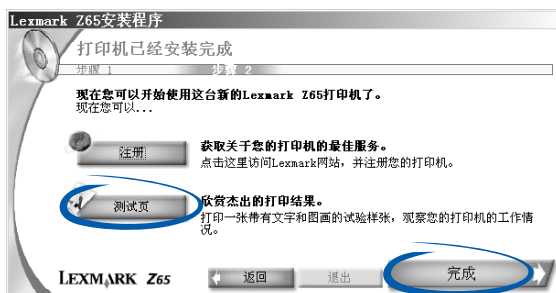 Lexmark Z65安装程序
打印机已经安装完成
步骤 1 步骤 2
现在您可以开始使用这台新的Lexmark Z65打印机了。
现在您可以...
注册
获取关于您的打印机的最佳服务。
点击这里访问Lexmark网站，并注册您的打印机。
测试页
欣赏杰出的打印结果。
打印一张带有文字和图画的试验样张，观察您的打印机的工作情
况。
LEXMARK Z65
返回 退出 完成